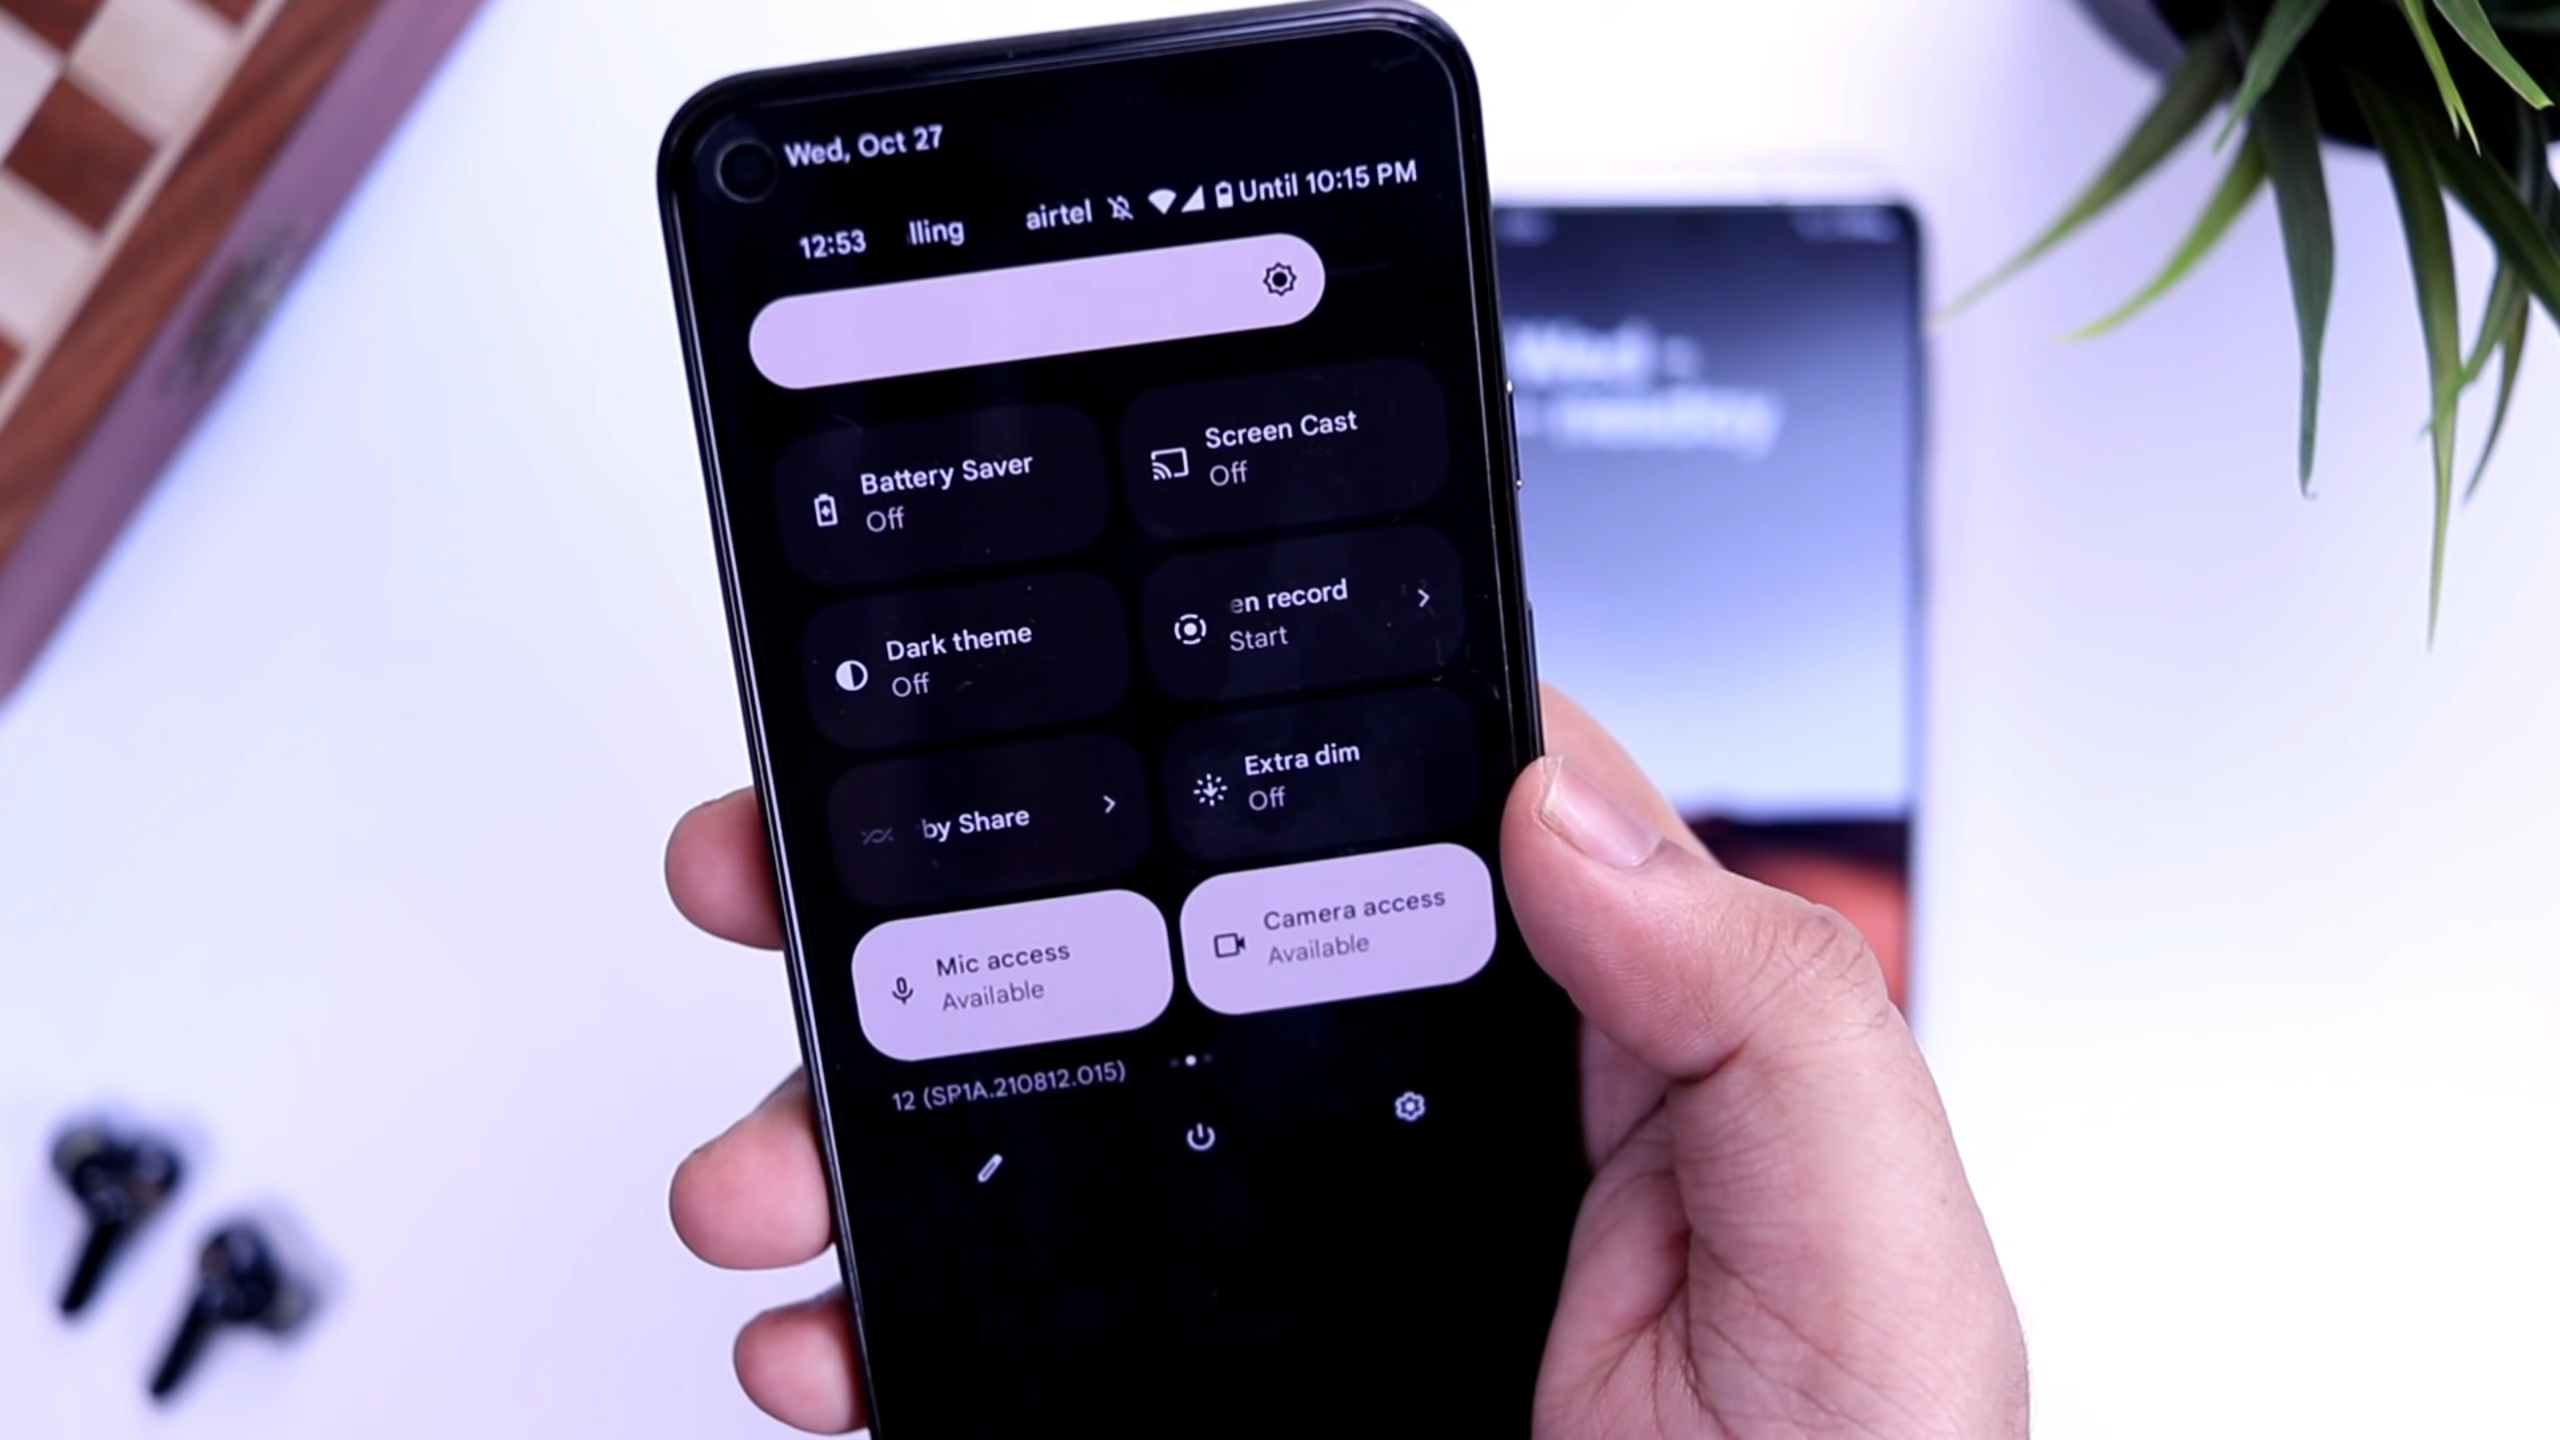 Wed, Oct 27
12:53 lling airtel Until 10:15 PM
Battery Saver
Off
Screen Cast
Off
Dark theme
Off
en record
Start
by Share
Extra dim
Off
Mic access
Available
Camera access
Available
12 (SP1A.210812.015)